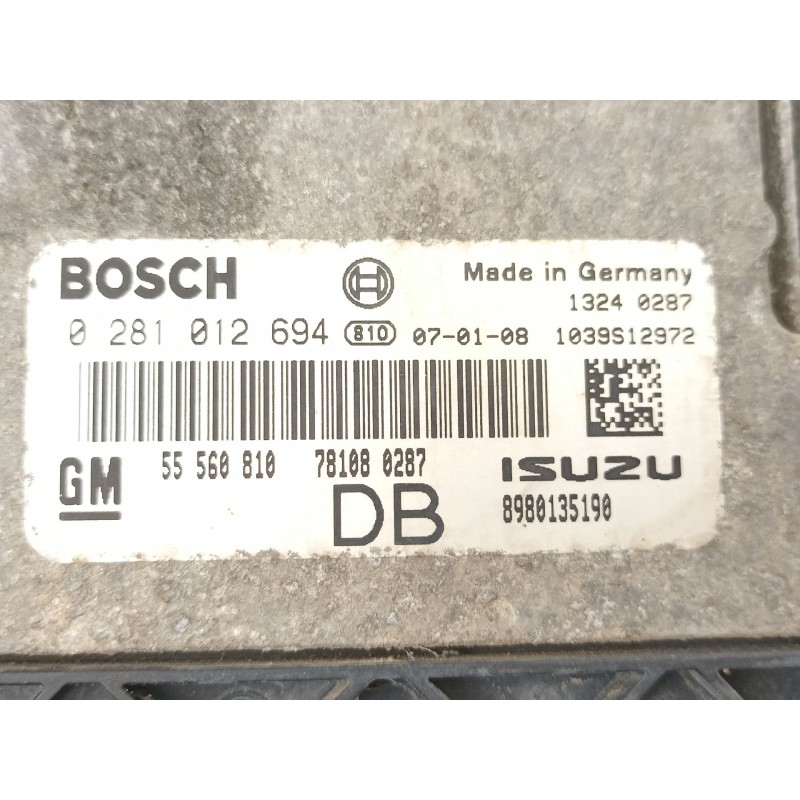 BOSCH
Made in Germany
1324 0287
0 281 012 694 810 07-01-08 1039S12972
GM 55 560 810 781080 0287 ISUZU
DB 8980135190